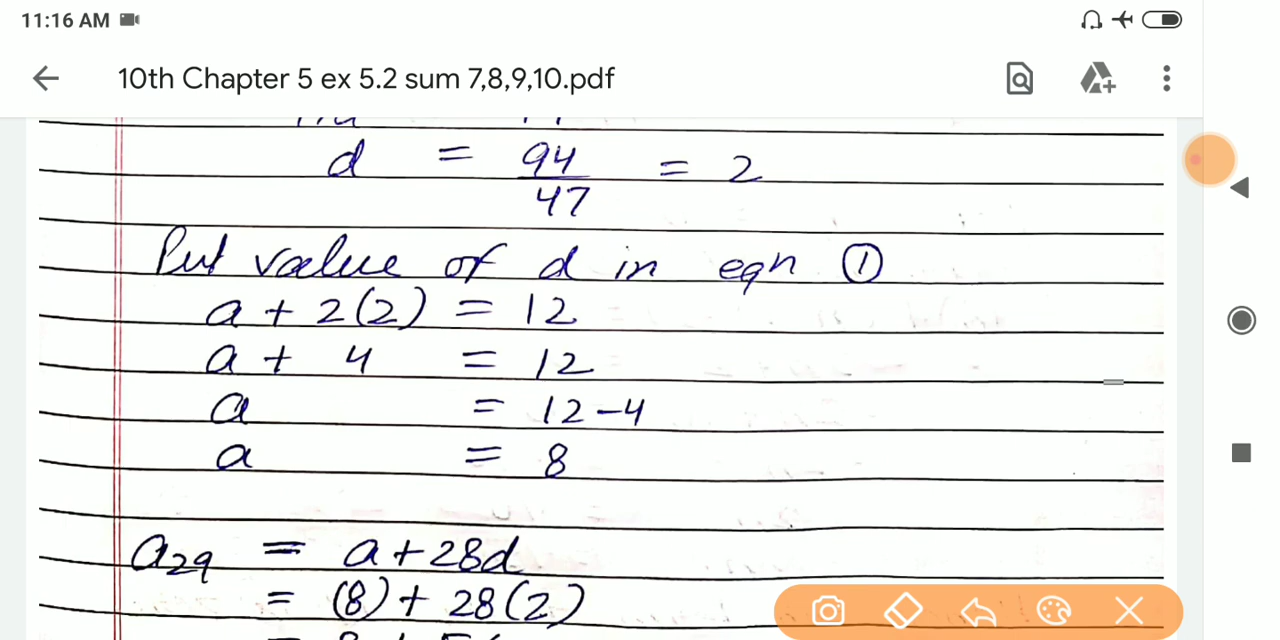 11:16 AM
10th Chapter 5 ex 5.2 sum 7,8,9,10.pdf
d = 94/47 = 2
Put value of d in eqn ①
a + 2(2) = 12
a + 4 = 12
a = 12-4
a = 8
a₂₉ = a+28d
= (8) + 28(2)